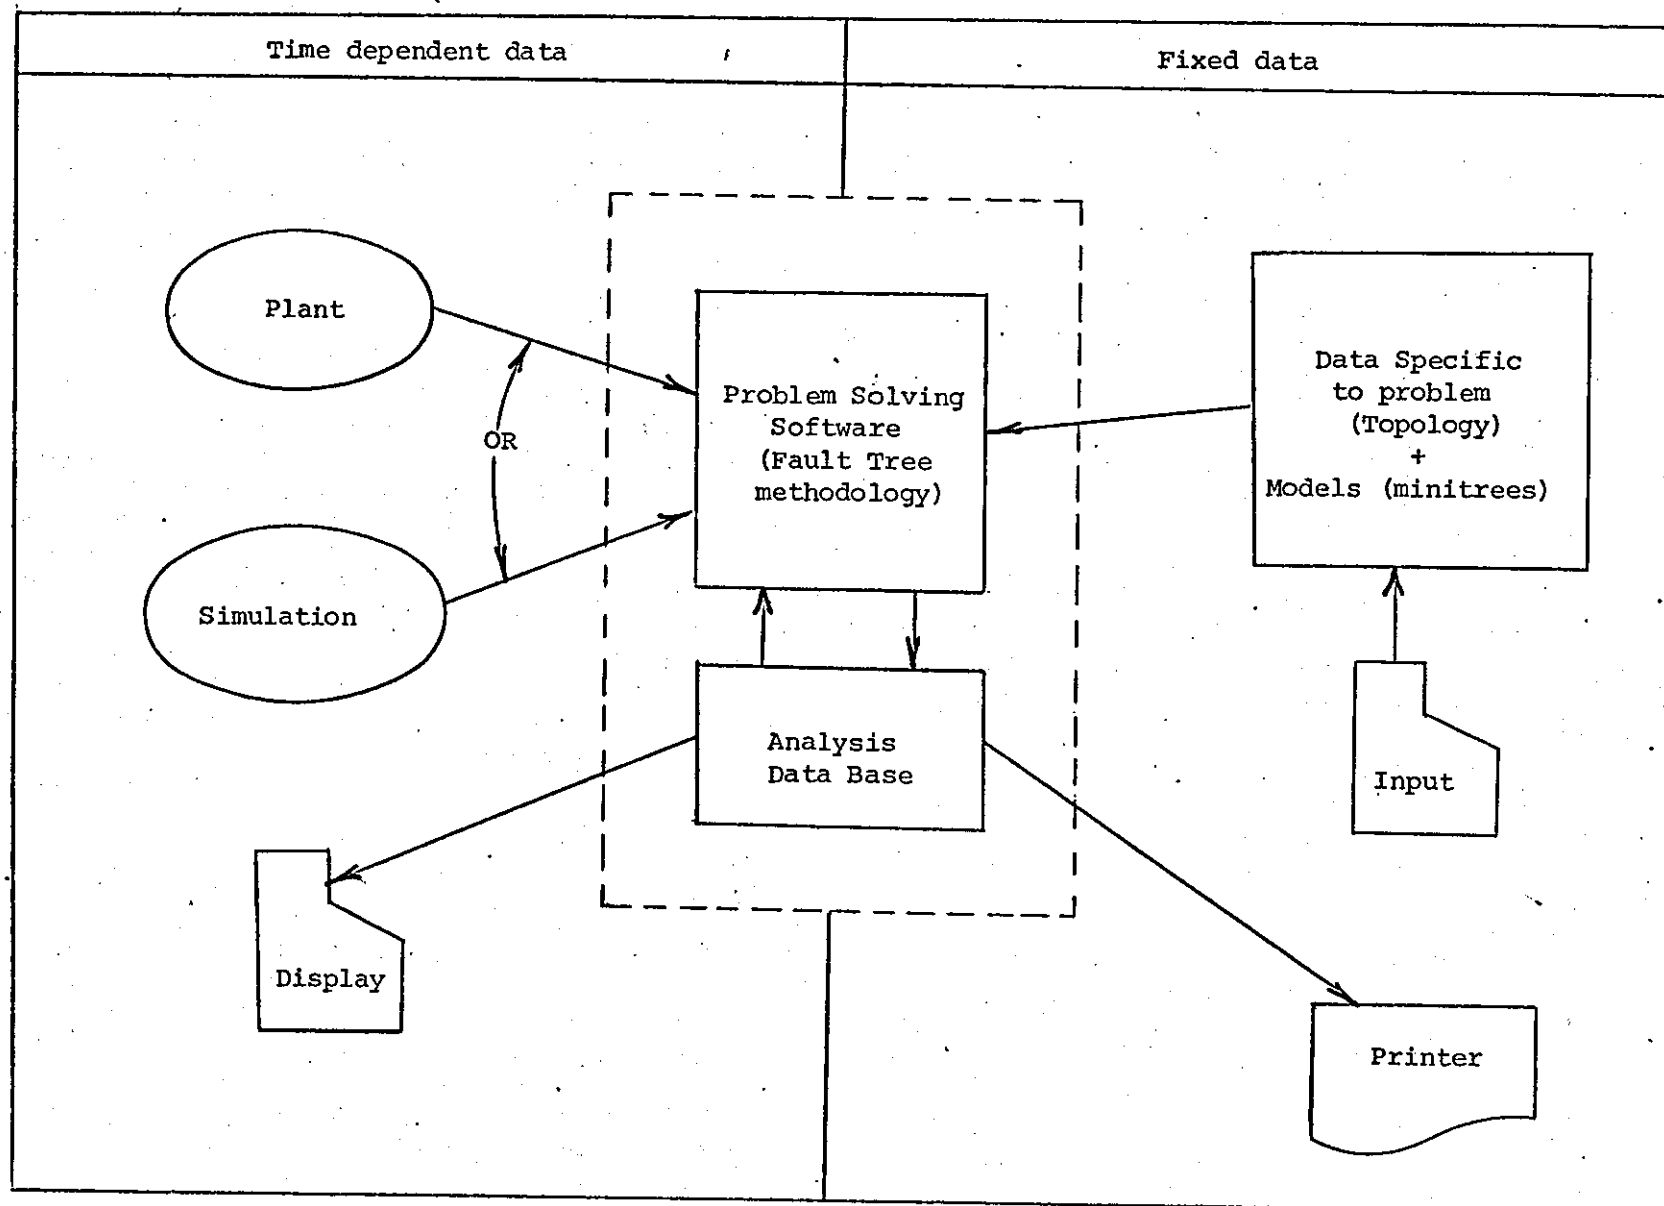 Time dependent data
Fixed data
Plant
OR
Simulation
Problem Solving
Software
(Fault Tree
methodology)
Data Specific
to problem
(Topology)
+
Models (minitrees)
Analysis
Data Base
Input
Display
Printer